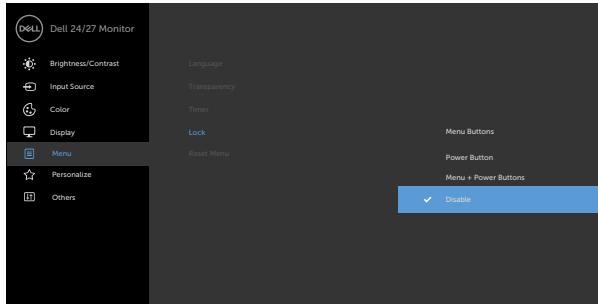 DELL
Dell 24/27 Monitor
Brightness/Contrast
Input Source
Color
Display
Menu
Personalize
Others
Language
Transparency
Timer
Lock
Reset Menu
Menu Buttons
Power Button
Menu + Power Buttons
Disable